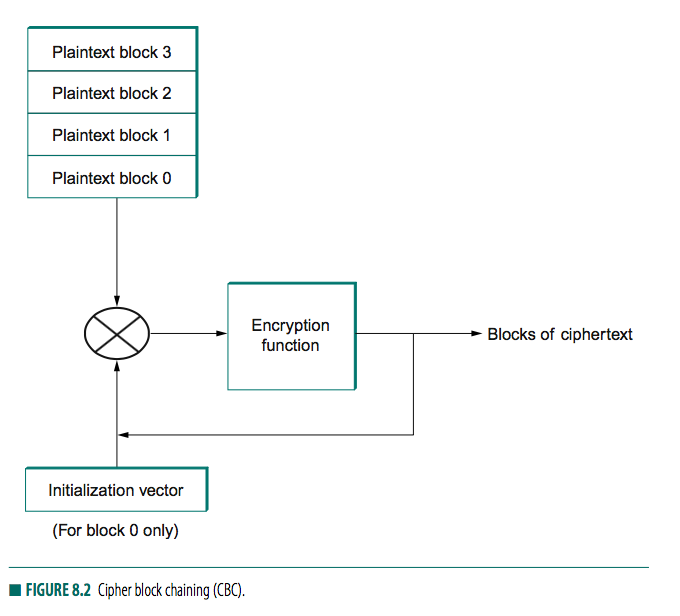 Plaintext block 3
Plaintext block 2
Plaintext block 1
Plaintext block 0
Encryption
function
Blocks of ciphertext
Initialization vector
(For block 0 only)
FIGURE 8.2 Cipher block chaining (CBC).